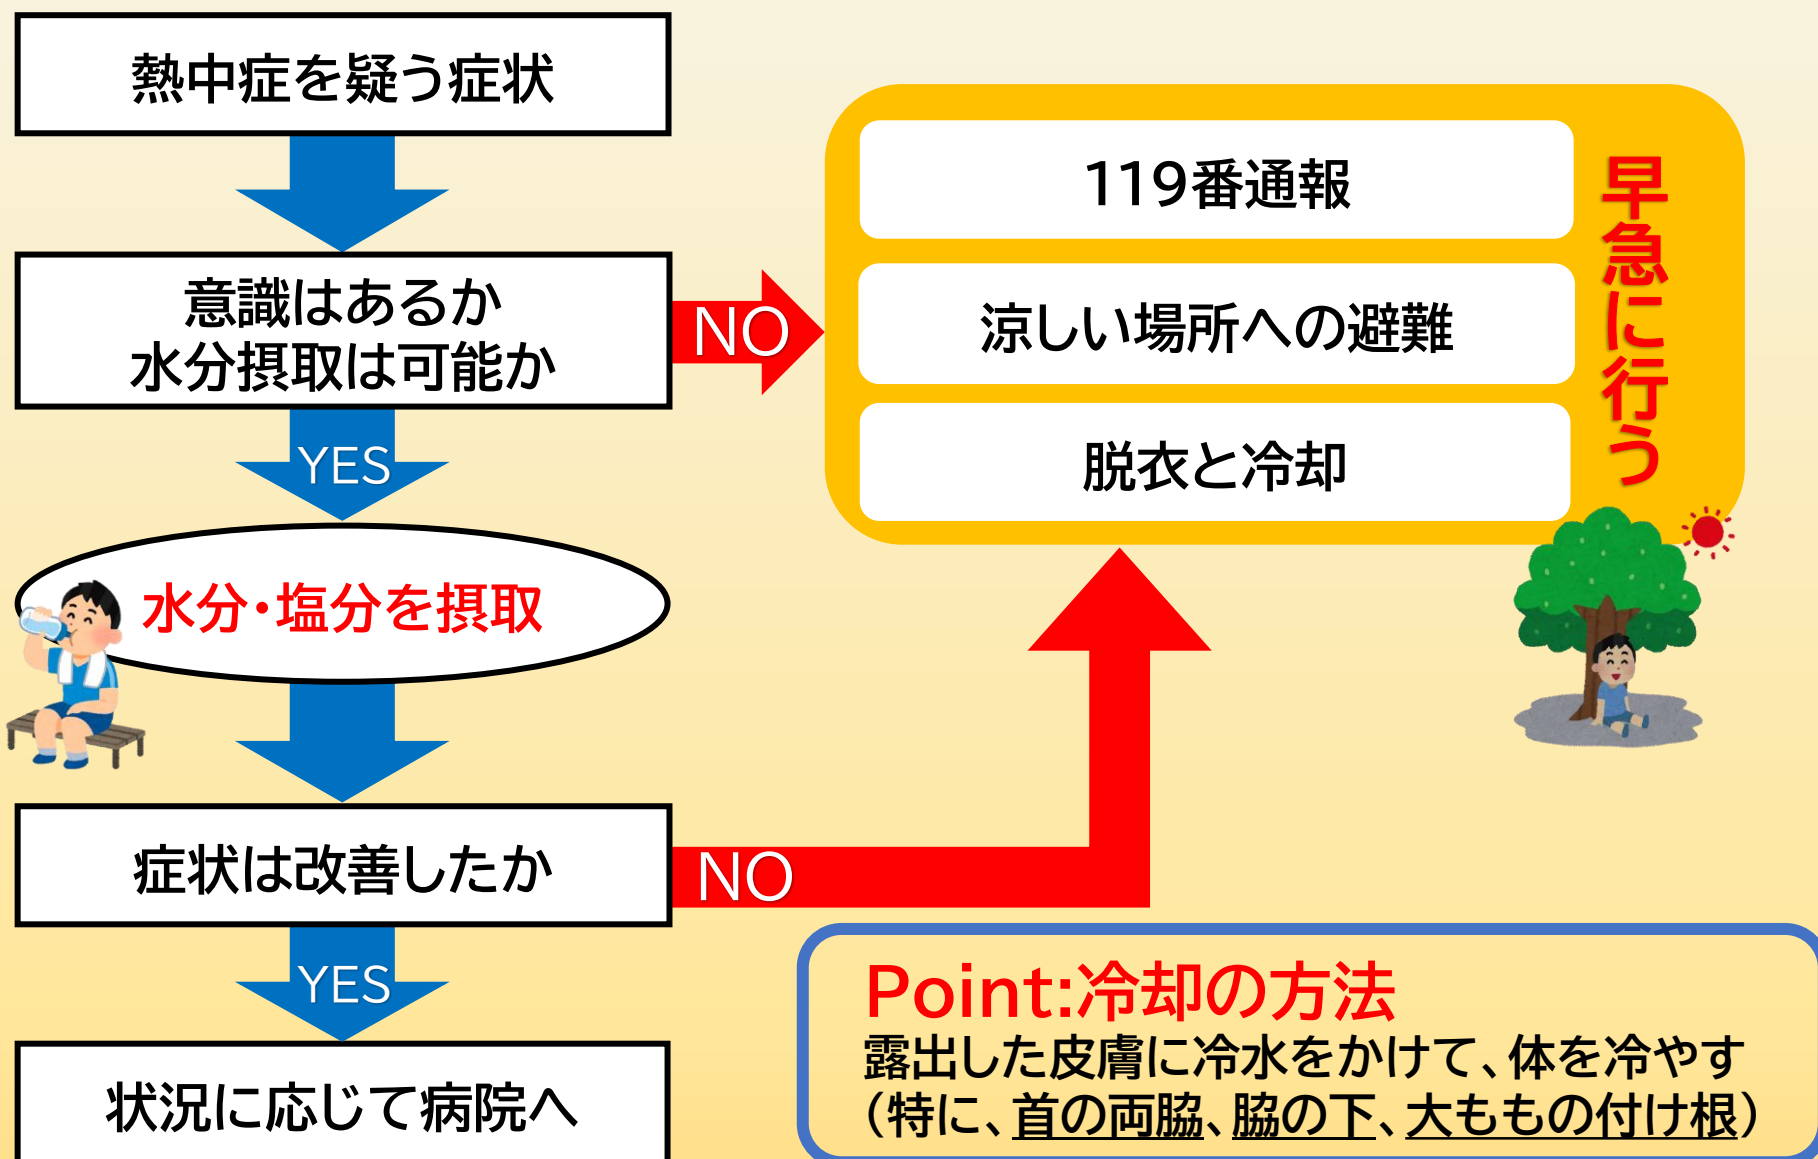 熱中症を疑う症状
意識はあるか
水分摂取は可能か
NO
119番通報
涼しい場所への避難
脱衣と冷却
早急に行う
YES
水分・塩分を摂取
症状は改善したか
NO
YES
状況に応じて病院へ
Point:冷却の方法
露出した皮膚に冷水をかけて、体を冷やす
(特に、首の両脇、脇の下、大ももの付け根)